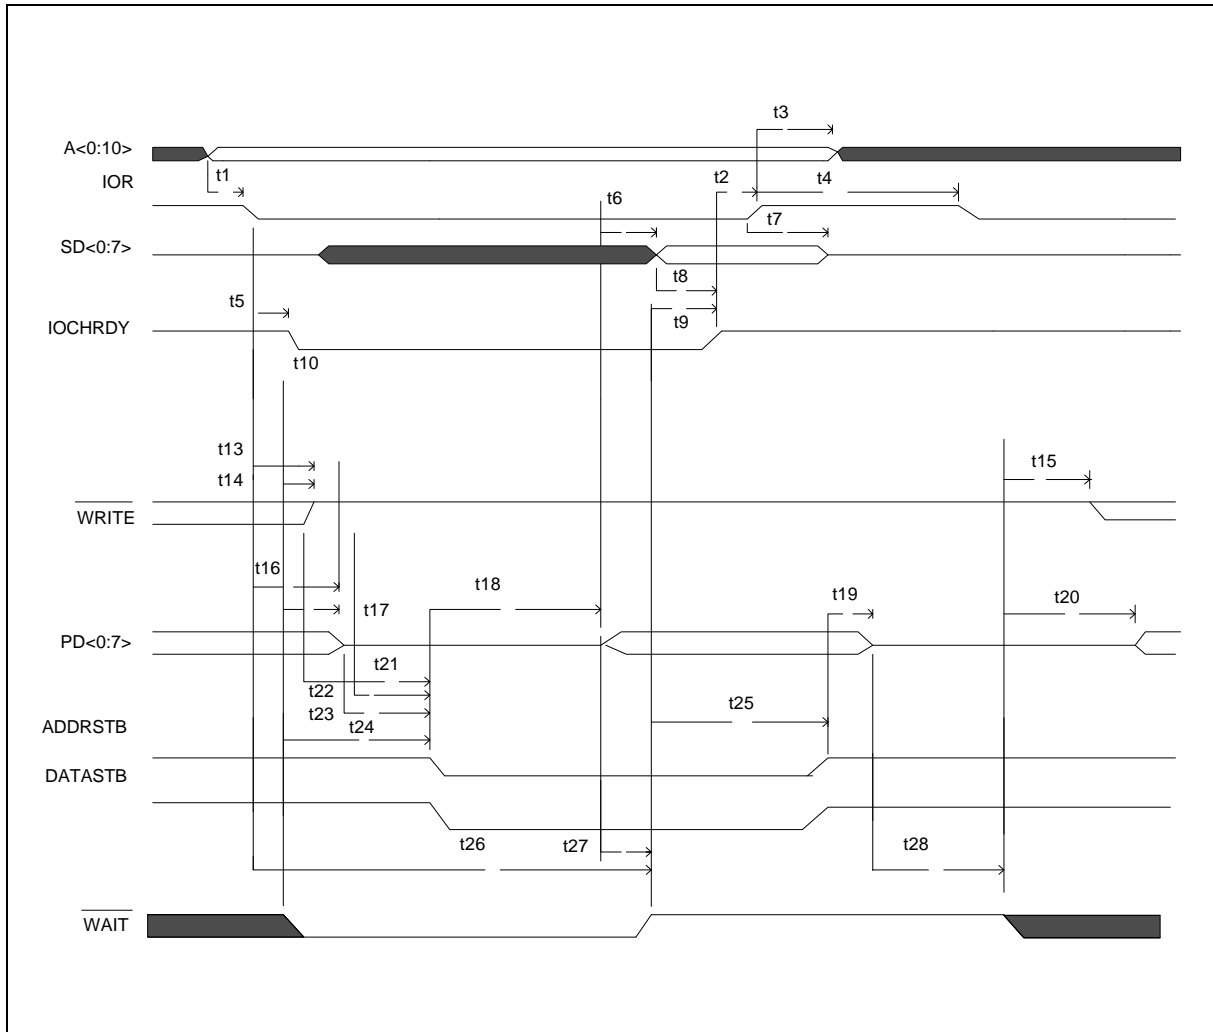 t3
A<0:10>
t1
t2
t4
IOR
t6
t7
SD<0:7>
t8
t5
t9
IOCHRDY
t10
t13
t15
t14
WRITE
t16
t18
t19
t20
t17
PD<0:7>
t21
t22
t23
t25
ADDRSTB
t24
DATASTB
t26
t27
t28
WAIT